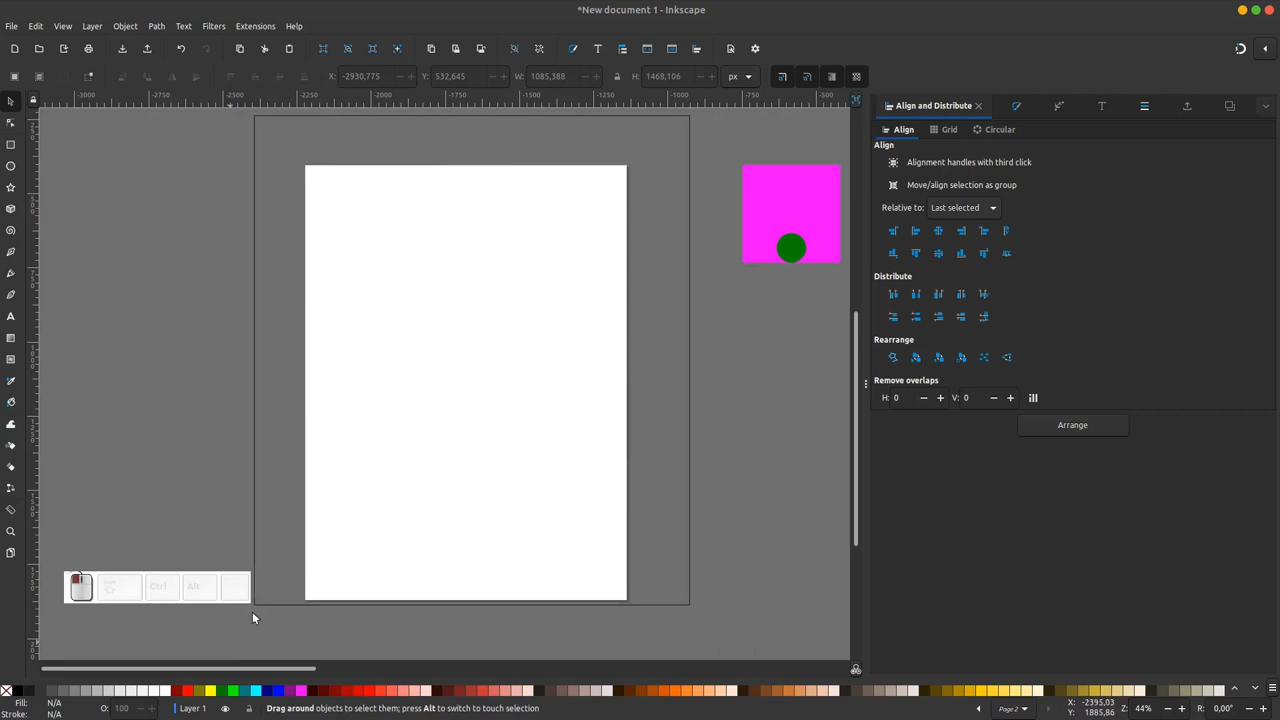 *New document 1 - Inkscape
File Edit View Layer Object Path Text Filters Extensions Help
X: -2930,775 Y: 532,645 W: 1085,388 H: 1468,106 px
-3000 -2750 -2500 -2250 -2000 -1750 -1500 -1250 -1000 -750 -500
Align and Distribute
Align Grid Circular
Align
Alignment handles with third click
Move/align selection as group
Relative to: Last selected
Distribute
Rearrange
Remove overlaps
H: 0 V: 0
Arrange
Ctrl Alt
Fill: N/A
Stroke: N/A
O: 100
Layer 1
Drag around objects to select them; press Alt to switch to touch selection
Page 2
X: -2395,03
Y: 1885,86
Z: 44%
R: 0,00°